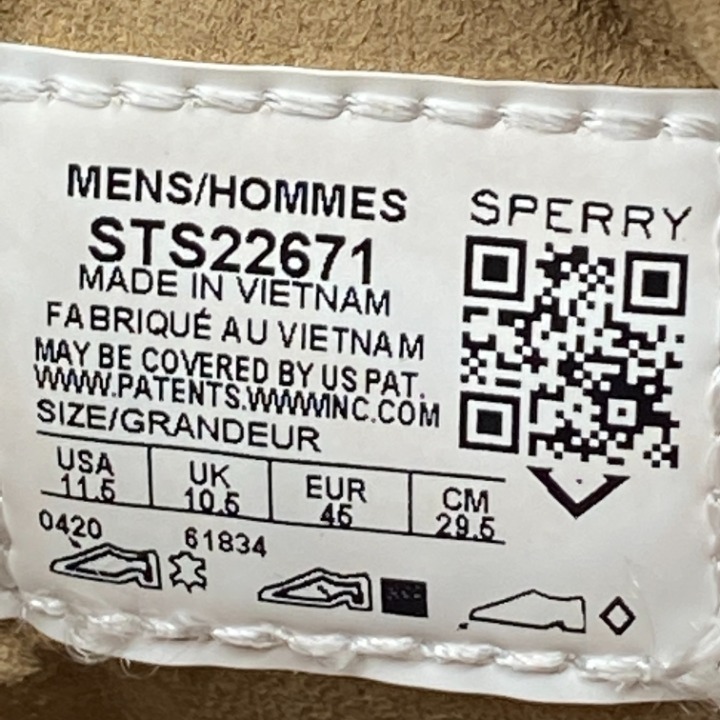 MENS/HOMMES
SPERRY
STS22671
MADE IN VIETNAM
FABRIQUÉ AU VIETNAM
MAY BE COVERED BY US PAT.
WWW.PATENTS.WWWINC.COM
SIZE/GRANDEUR
USA UK EUR CM
11.5 10.5 45 29.5
0420 61834